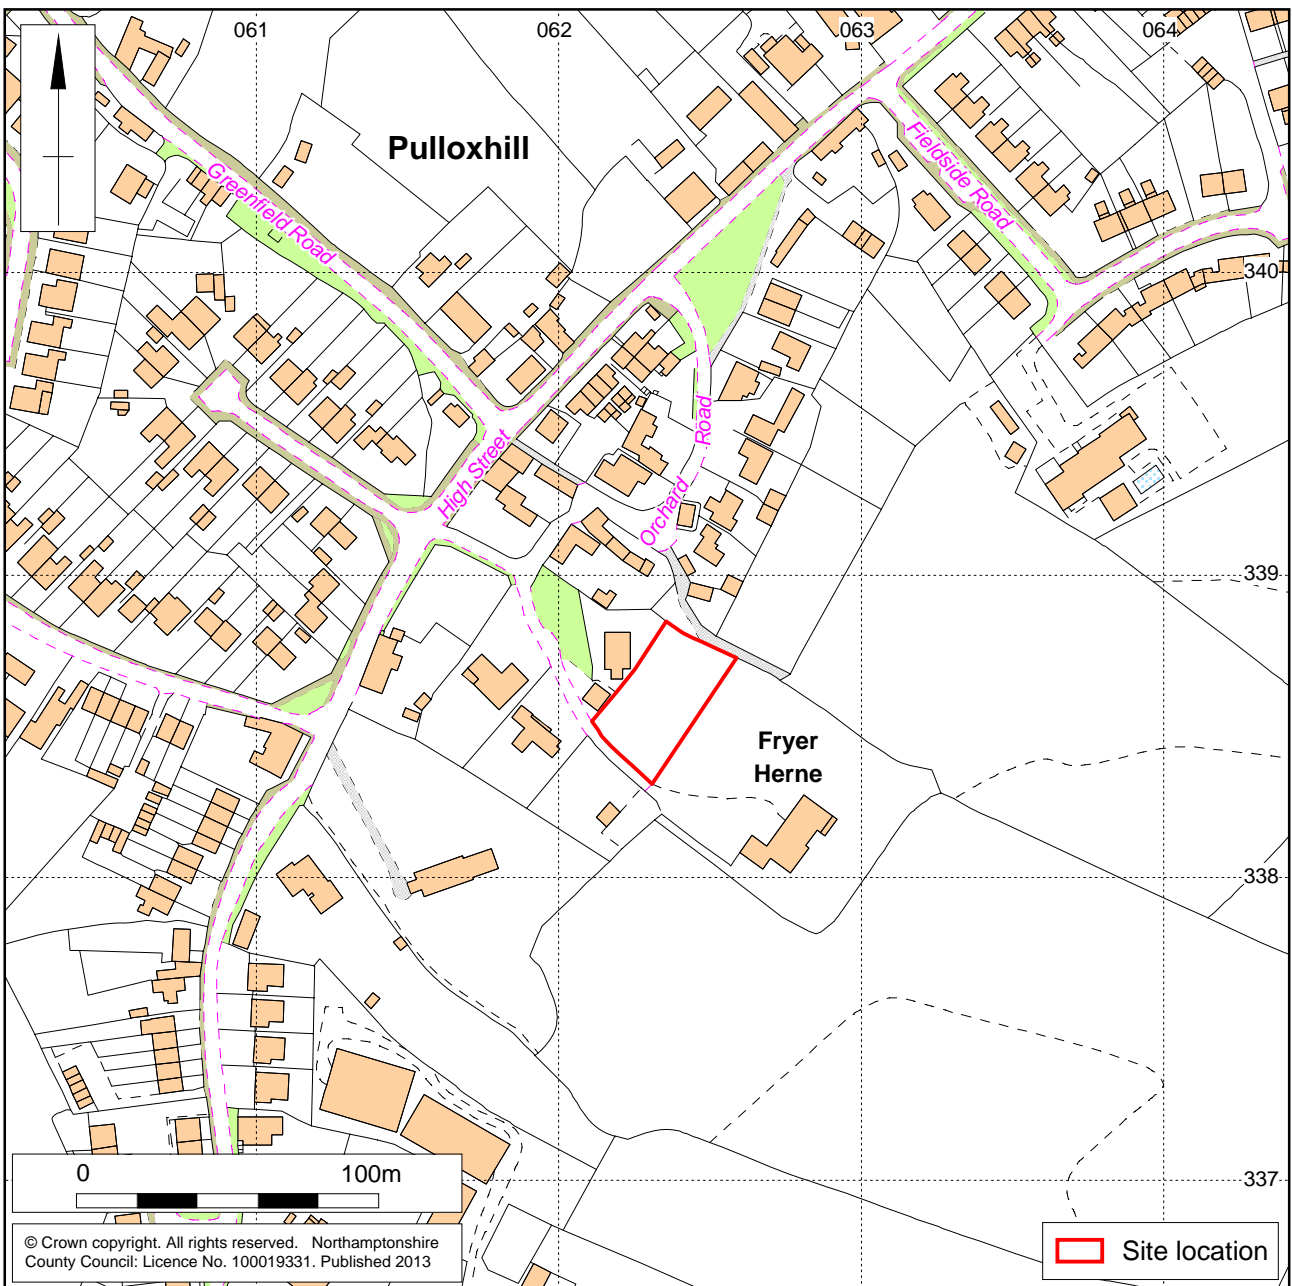 061
062
063
064
Pulloxhill
Greenfield Road
Fieldside Road
340
High Street
Orchard Road
339
Fryer
Herne
338
337
0 100m
© Crown copyright. All rights reserved. Northamptonshire
County Council: Licence No. 100019331. Published 2013
Site location